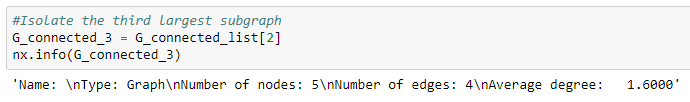 #Isolate the third largest subgraph
G_connected_3 = G_connected_list[2]
nx.info(G_connected_3)
'Name: \nType: Graph\nNumber of nodes: 5\nNumber of edges: 4\nAverage degree:   1.6000'